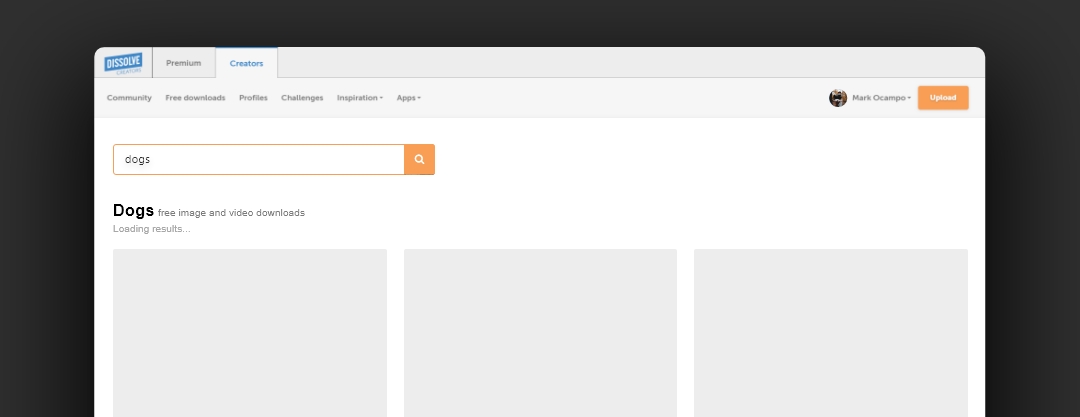 DISSOLVE
CREATORS
Premium
Creators
Community
Free downloads
Profiles
Challenges
Inspiration
Apps
Mark Ocampo
Upload
dogs
Dogs free image and video downloads
Loading results...